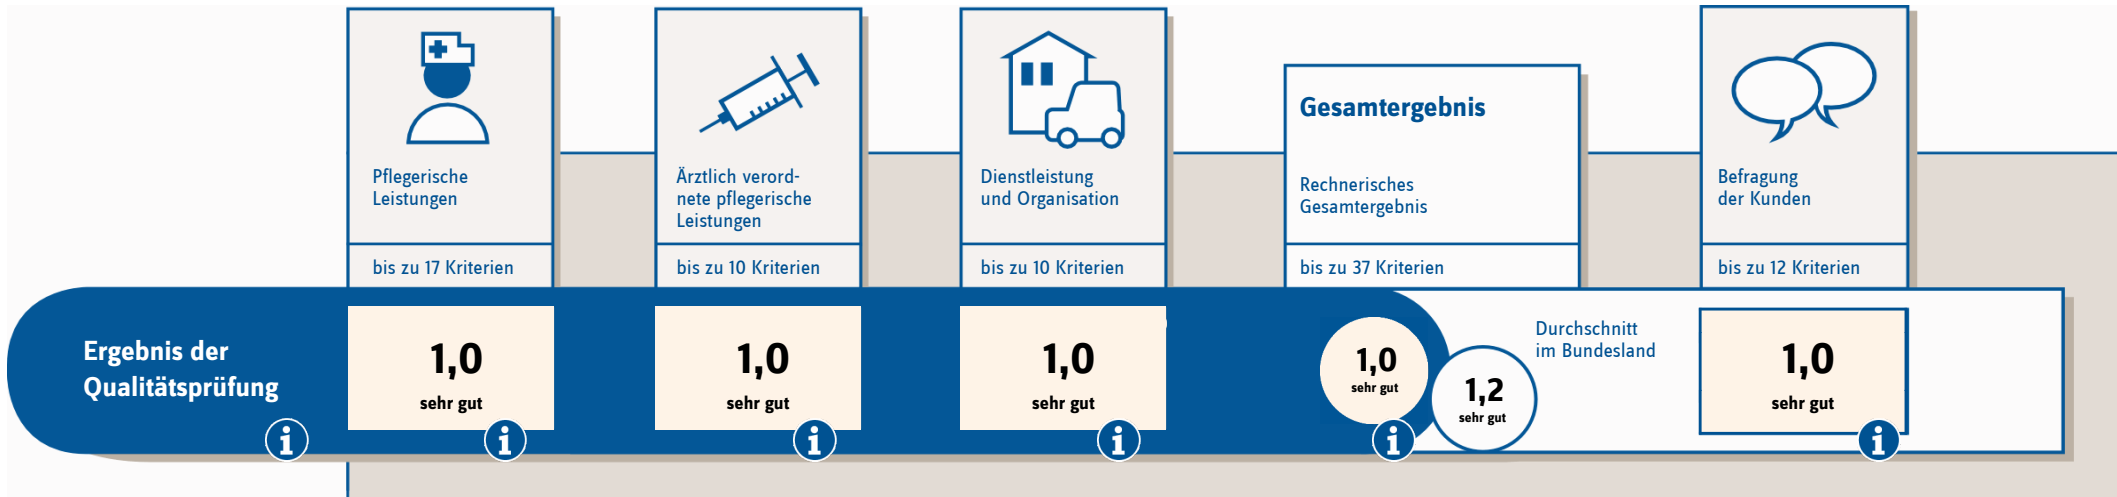 Pflegerische
Leistungen
bis zu 17 Kriterien
Ärztlich verord-
nete pflegerische
Leistungen
bis zu 10 Kriterien
Dienstleistung
und Organisation
bis zu 10 Kriterien
Gesamtergebnis
Rechnerisches
Gesamtergebnis
bis zu 37 Kriterien
Befragung
der Kunden
bis zu 12 Kriterien
Ergebnis der
Qualitätsprüfung
i
1,0
sehr gut
i
1,0
sehr gut
i
1,0
sehr gut
i
1,0
sehr gut
i
1,2
sehr gut
Durchschnitt
im Bundesland
1,0
sehr gut
i